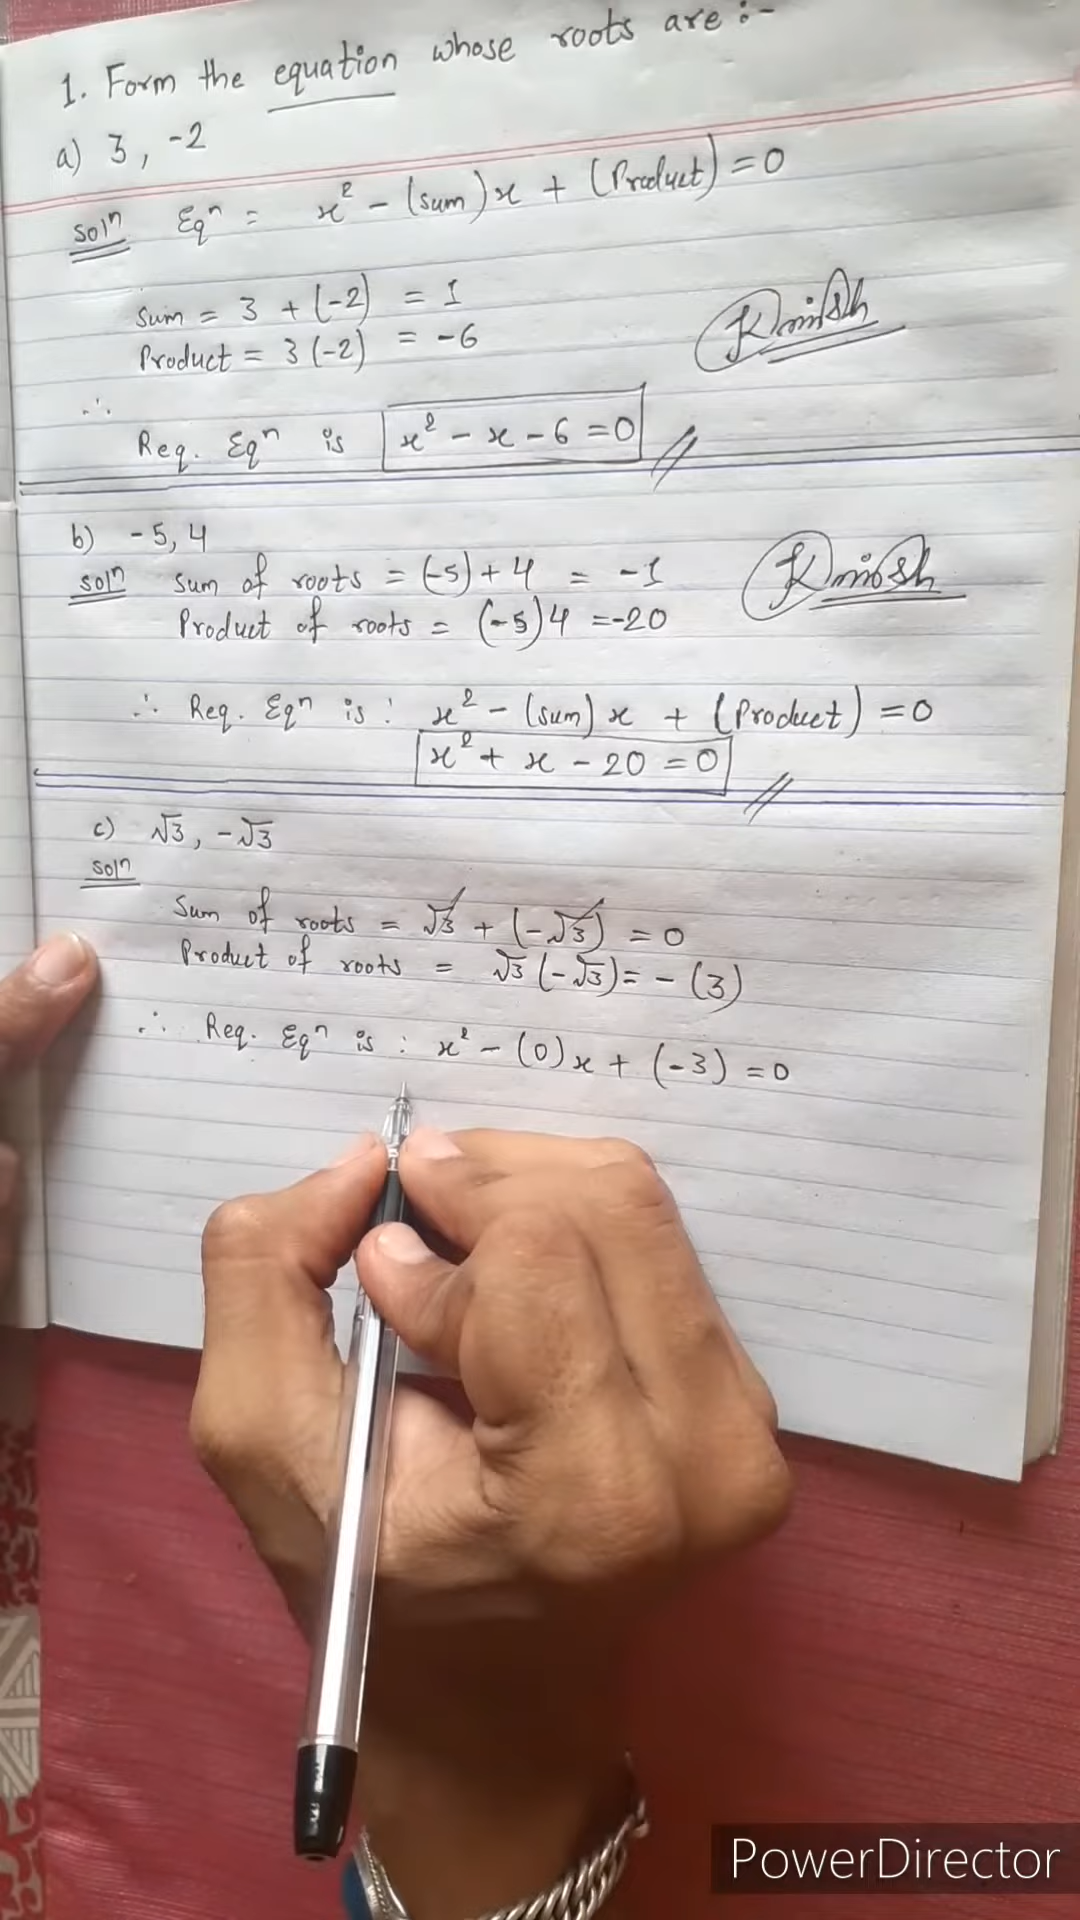 1. Form the equation whose roots are :-
a) 3, -2
Solⁿ Eqⁿ = x² - (sum)x + (Product) = 0
Sum = 3 + (-2) = 1
Product = 3(-2) = -6
∴
Req. Eqⁿ is x² - x - 6 = 0
b) -5, 4
Solⁿ Sum of roots = (-5) + 4 = -1
Product of roots = (-5)4 = -20
∴ Req. Eqⁿ is : x² - (sum) x + (Product) = 0
x² + x - 20 = 0
c) √3, -√3
Solⁿ
Sum of roots = √3 + (-√3) = 0
Product of roots = √3 (-√3) = - (3)
∴ Req. Eqⁿ is : x² - (0)x + (-3) = 0
PowerDirector